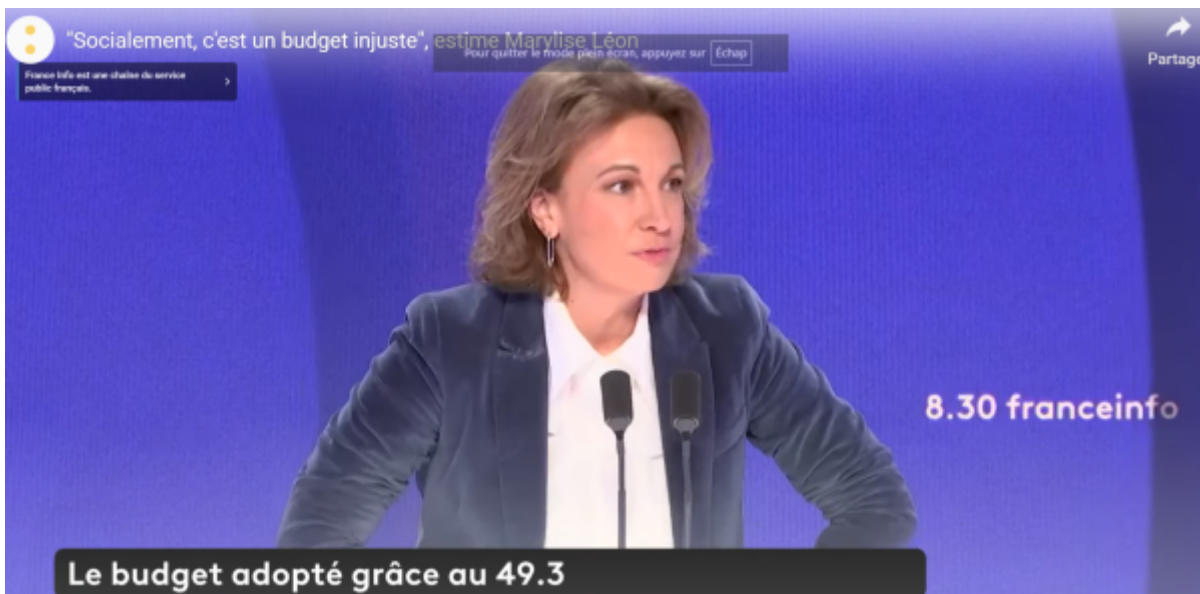 "Socialement, c'est un budget injuste", estime Marylise Léon
Pour quitter le mode plein écran, appuyez sur Échap
Partage
France Info est une chaîne du service
public français.
8.30 franceinfo
Le budget adopté grâce au 49.3